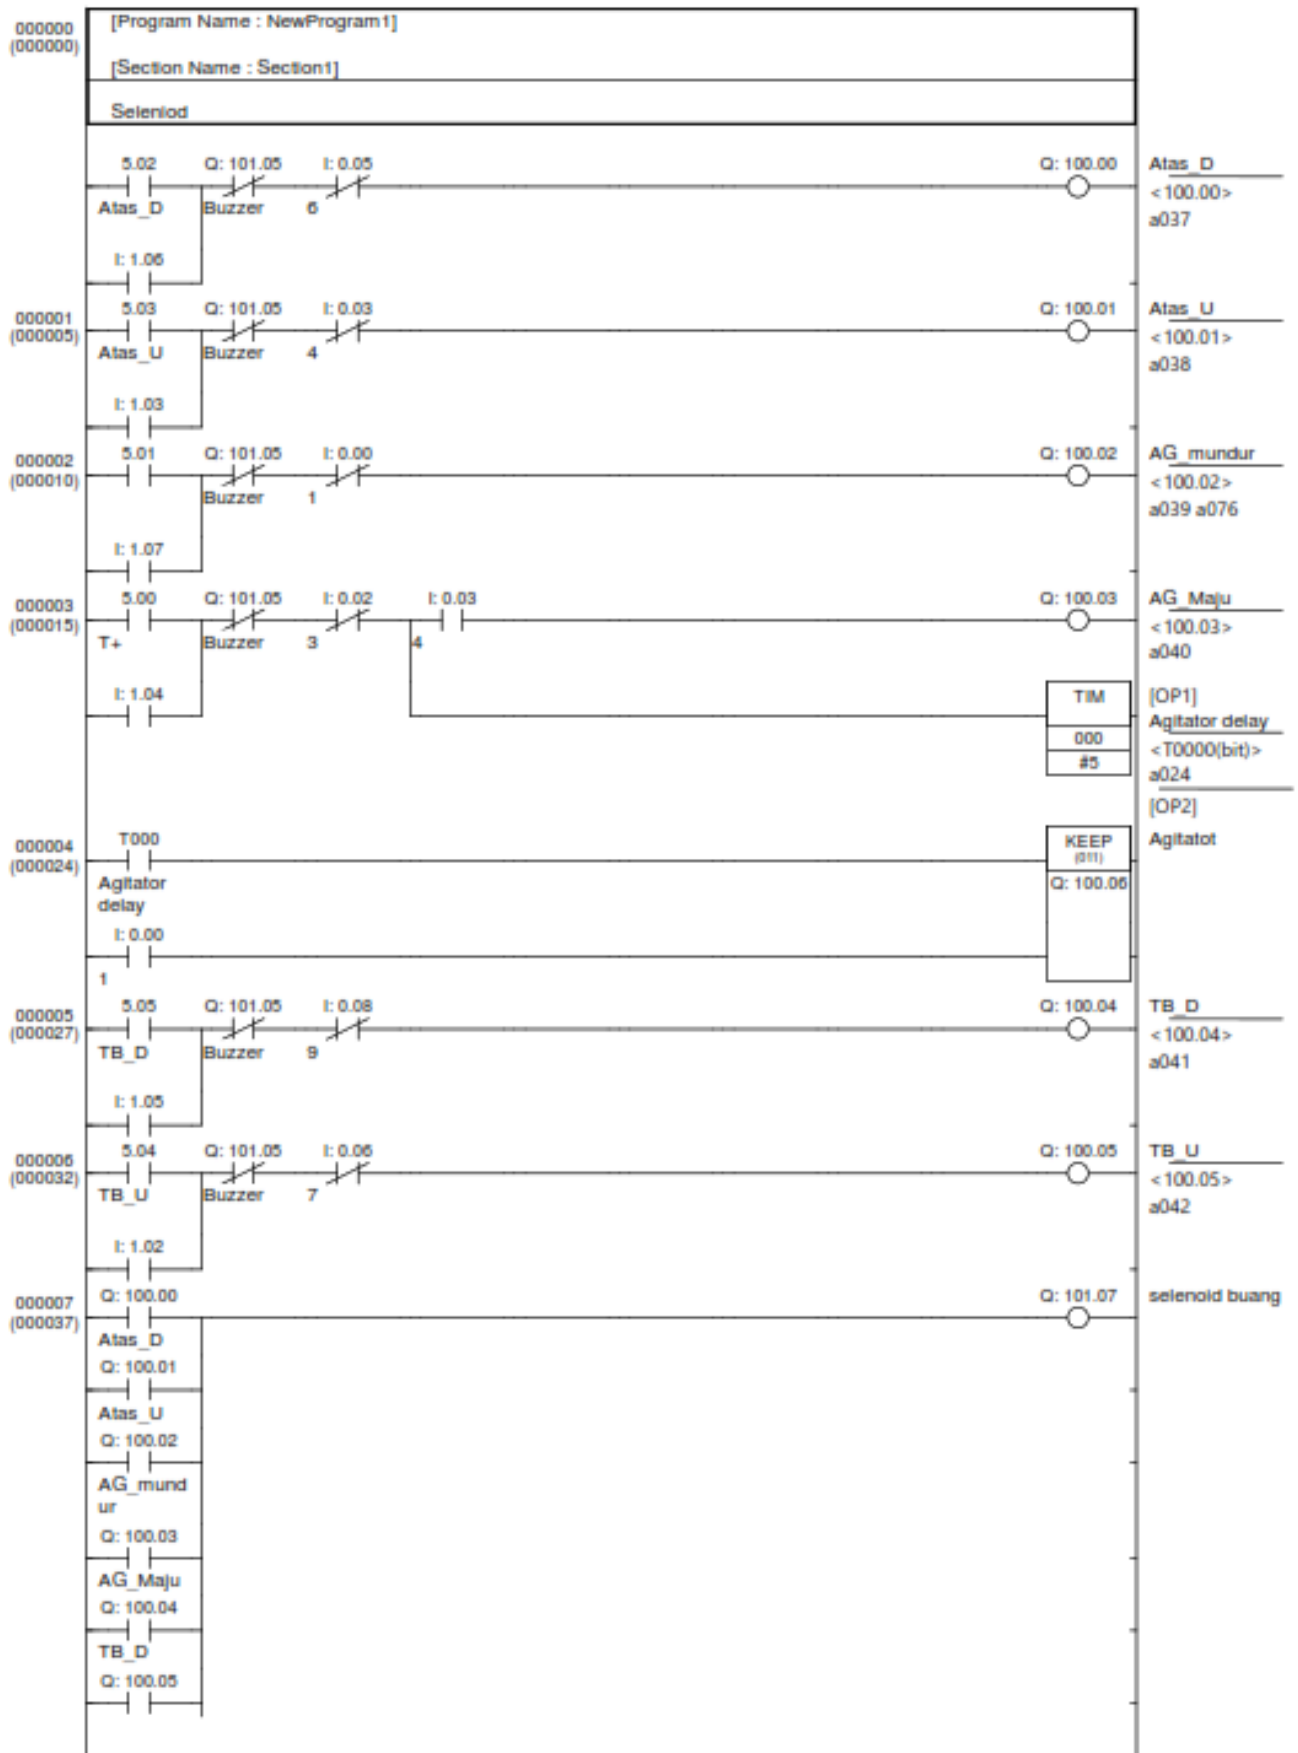 000000
(000000)
[Program Name : NewProgram1]
[Section Name : Section1]
Seleniod
5.02 Q: 101.05 I: 0.05 Q: 100.00 Atas_D
Atas_D Buzzer 6 <100.00>
a037
I: 1.06
000001
(000005)
5.03 Q: 101.05 I: 0.03 Q: 100.01 Atas_U
Atas_U Buzzer 4 <100.01>
a038
I: 1.03
000002
(000010)
5.01 Q: 101.05 I: 0.00 Q: 100.02 AG_mundur
Buzzer 1 <100.02>
a039 a076
I: 1.07
000003
(000015)
5.00 Q: 101.05 I: 0.02 I: 0.03 Q: 100.03 AG_Maju
T+ Buzzer 3 4 <100.03>
a040
I: 1.04 TIM [OP1]
Agitator delay
000 <T0000(bit)>
#5 a024
[OP2]
000004
(000024)
T000 KEEP Agitatot
(011)
Agitator Q: 100.06
delay
I: 0.00
1
000005
(000027)
5.05 Q: 101.05 I: 0.08 Q: 100.04 TB_D
TB_D Buzzer 9 <100.04>
a041
I: 1.05
000006
(000032)
5.04 Q: 101.05 I: 0.06 Q: 100.05 TB_U
TB_U Buzzer 7 <100.05>
a042
I: 1.02
000007
(000037)
Q: 100.00 Q: 101.07 selenoid buang
Atas_D
Q: 100.01
Atas_U
Q: 100.02
AG_mund
ur
Q: 100.03
AG_Maju
Q: 100.04
TB_D
Q: 100.05